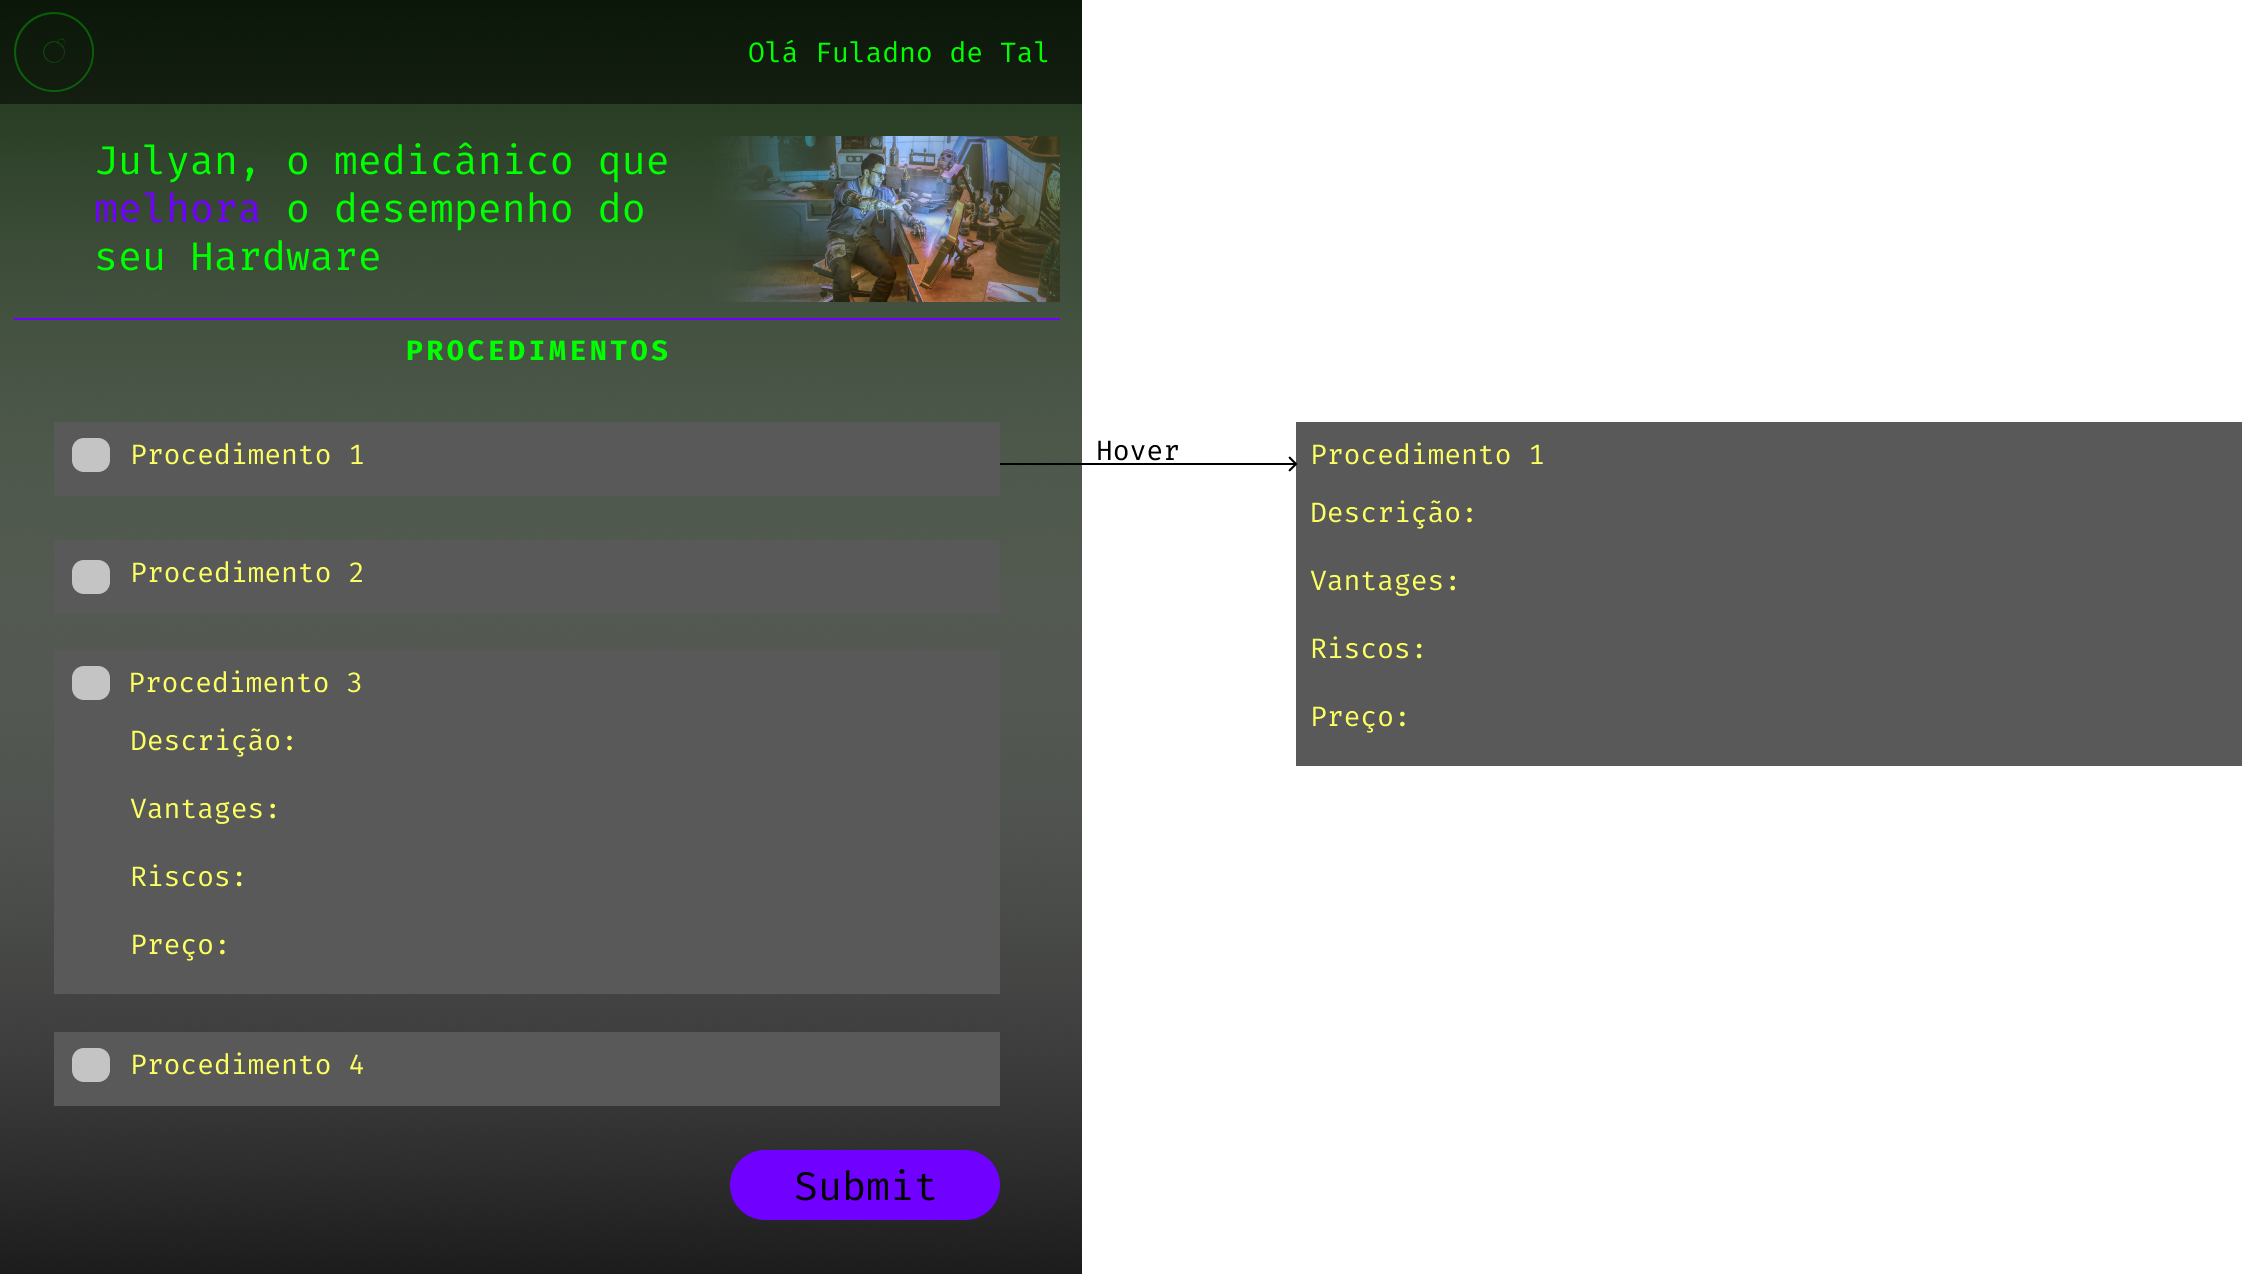 Olá Fuladno de Tal
Julyan, o medicânico que
melhora o desempenho do
seu Hardware
PROCEDIMENTOS
Procedimento 1
Procedimento 2
Procedimento 3
Descrição:
Vantages:
Riscos:
Preço:
Procedimento 4
Submit
Hover
Procedimento 1
Descrição:
Vantages:
Riscos:
Preço: